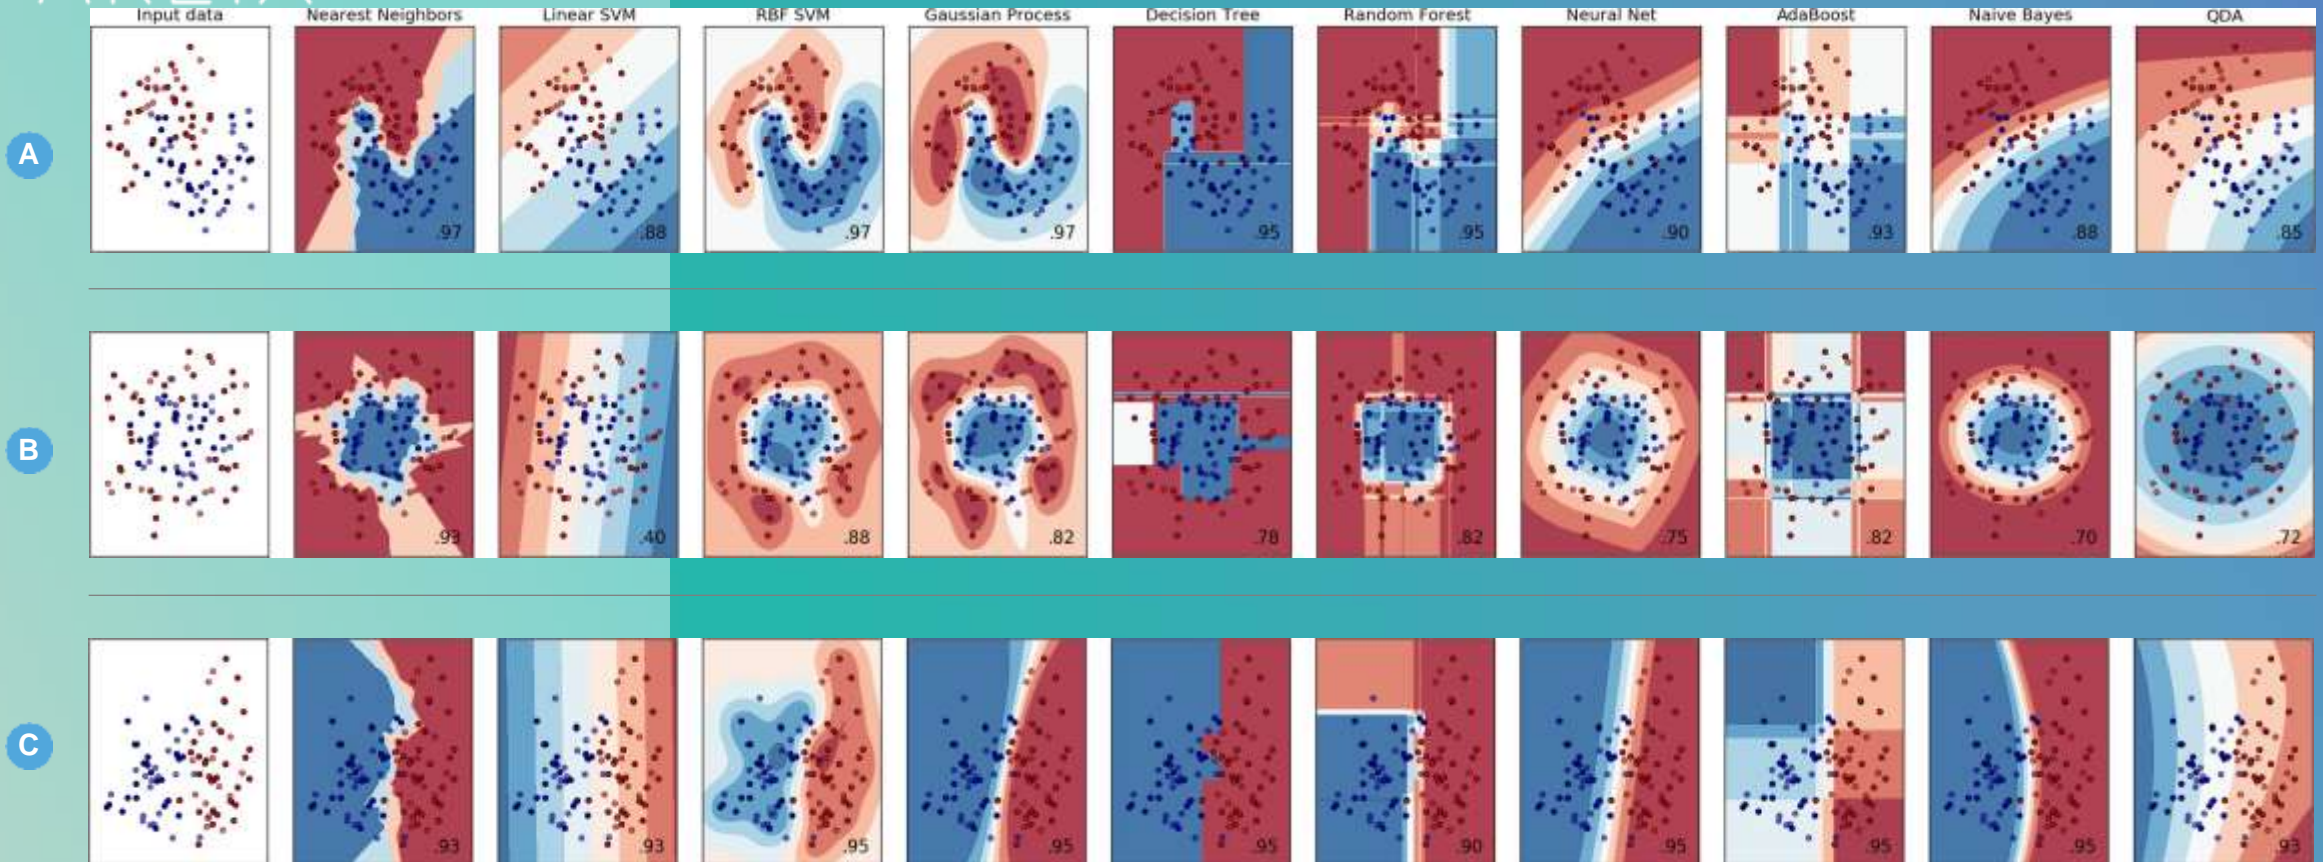 Input data Nearest Neighbors Linear SVM RBF SVM Gaussian Process Decision Tree Random Forest Neural Net AdaBoost Naive Bayes QDA
A
.97 .88 .97 .97 .95 .95 .90 .93 .88 .85
B
.93 .40 .88 .82 .78 .82 .75 .82 .70 .72
C
.93 .93 .95 .95 .95 .90 .95 .95 .95 .93